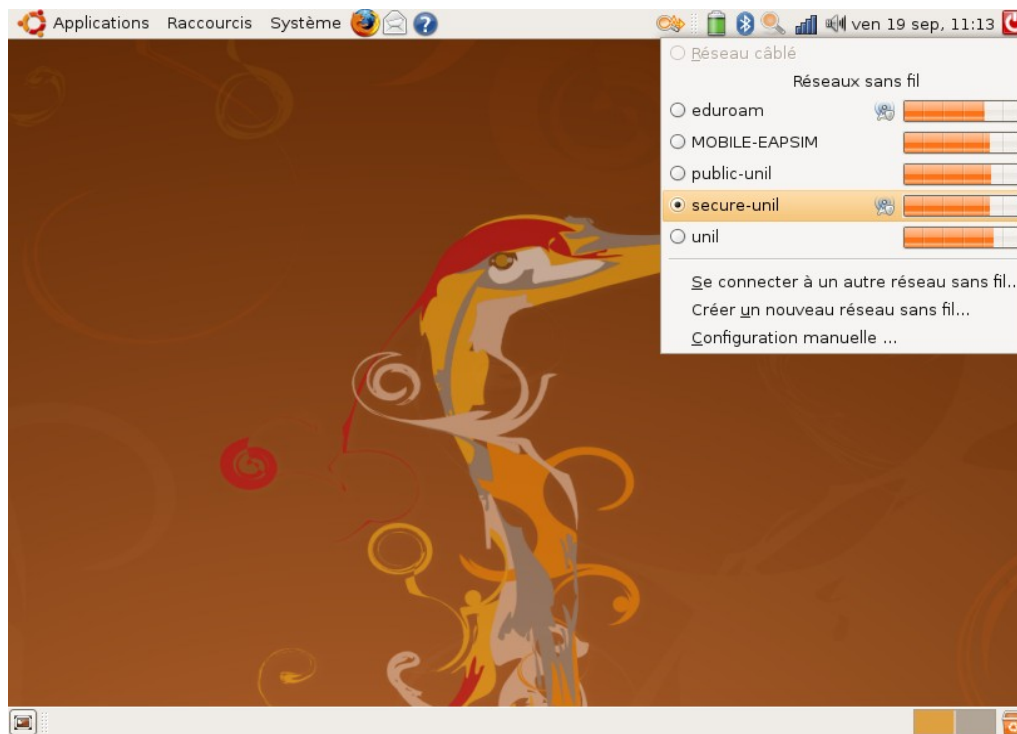 Applications Raccourcis Système ven 19 sep, 11:13
Réseau câblé
Réseaux sans fil
eduroam
MOBILE-EAPSIM
public-unil
secure-unil
unil
Se connecter à un autre réseau sans fil...
Créer un nouveau réseau sans fil...
Configuration manuelle ...